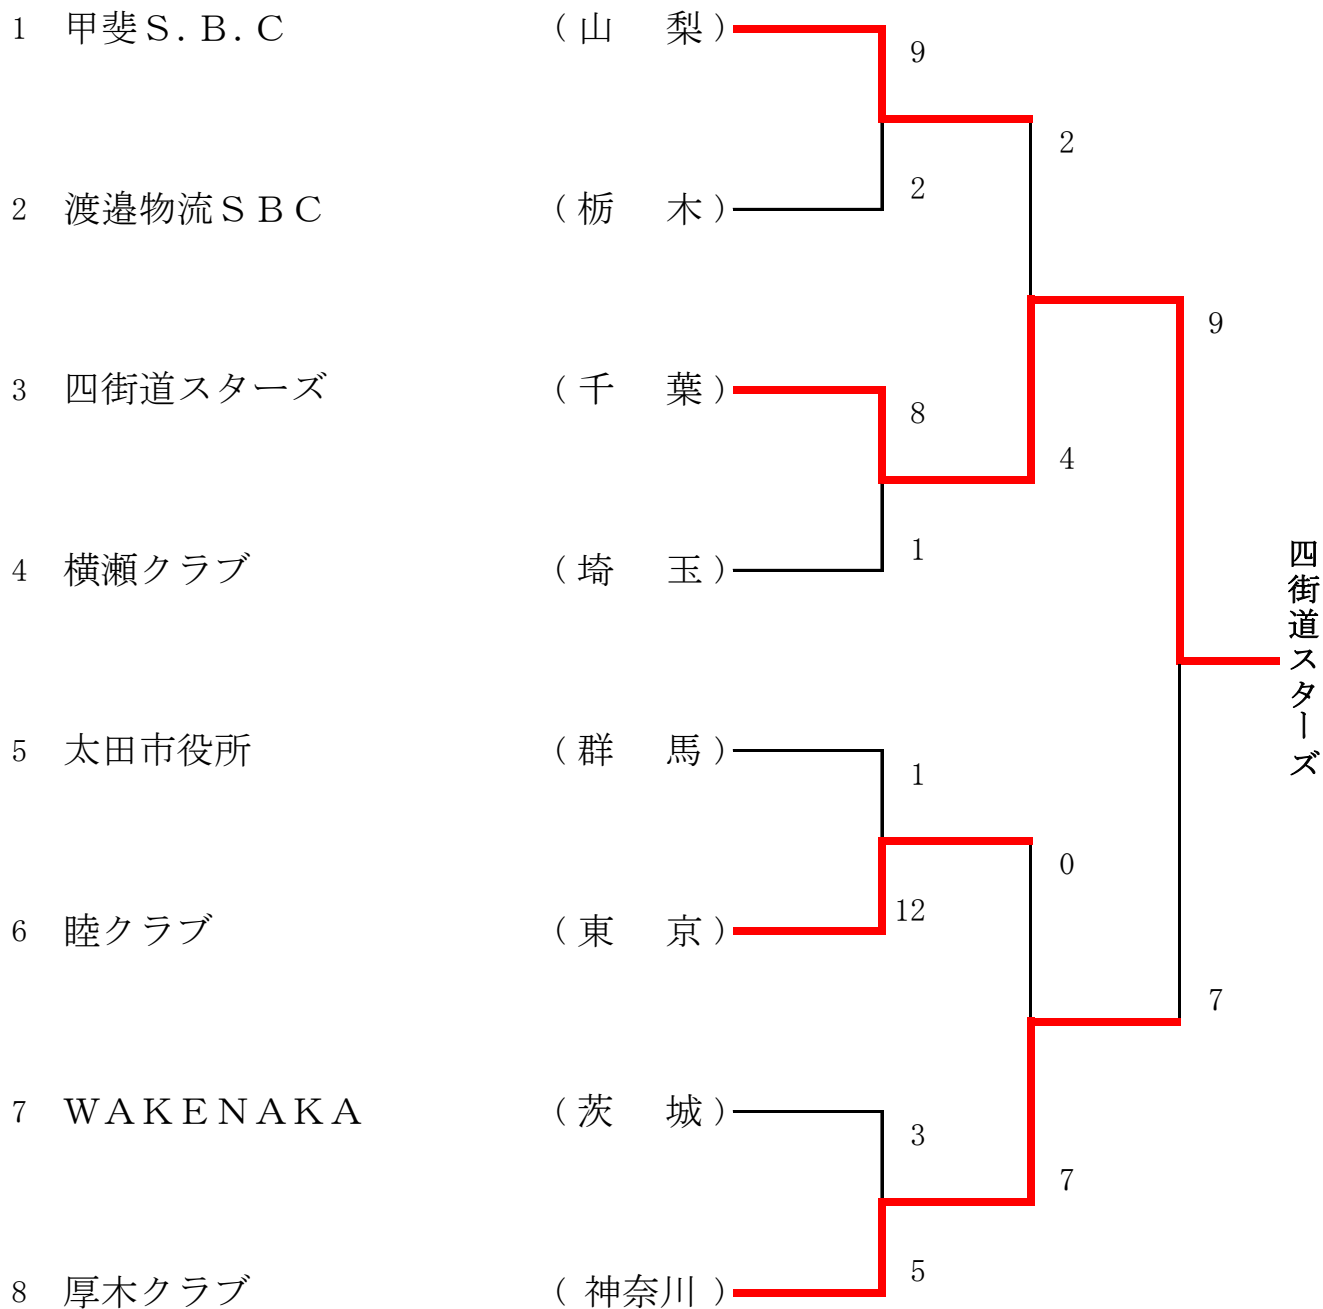 1 甲斐Ｓ．Ｂ．Ｃ （ 山 梨 ）
9
2
2 渡邉物流ＳＢＣ （ 栃 木 ）
2
9
3 四街道スターズ （ 千 葉 ）
8
4
4 横瀬クラブ （ 埼 玉 ）
1
四街道スターズ
5 太田市役所 （ 群 馬 ）
1
0
6 睦クラブ （ 東 京 ）
12
7
7 ＷＡＫＥＮＡＫＡ （ 茨 城 ）
3
7
8 厚木クラブ （ 神奈川 ）
5